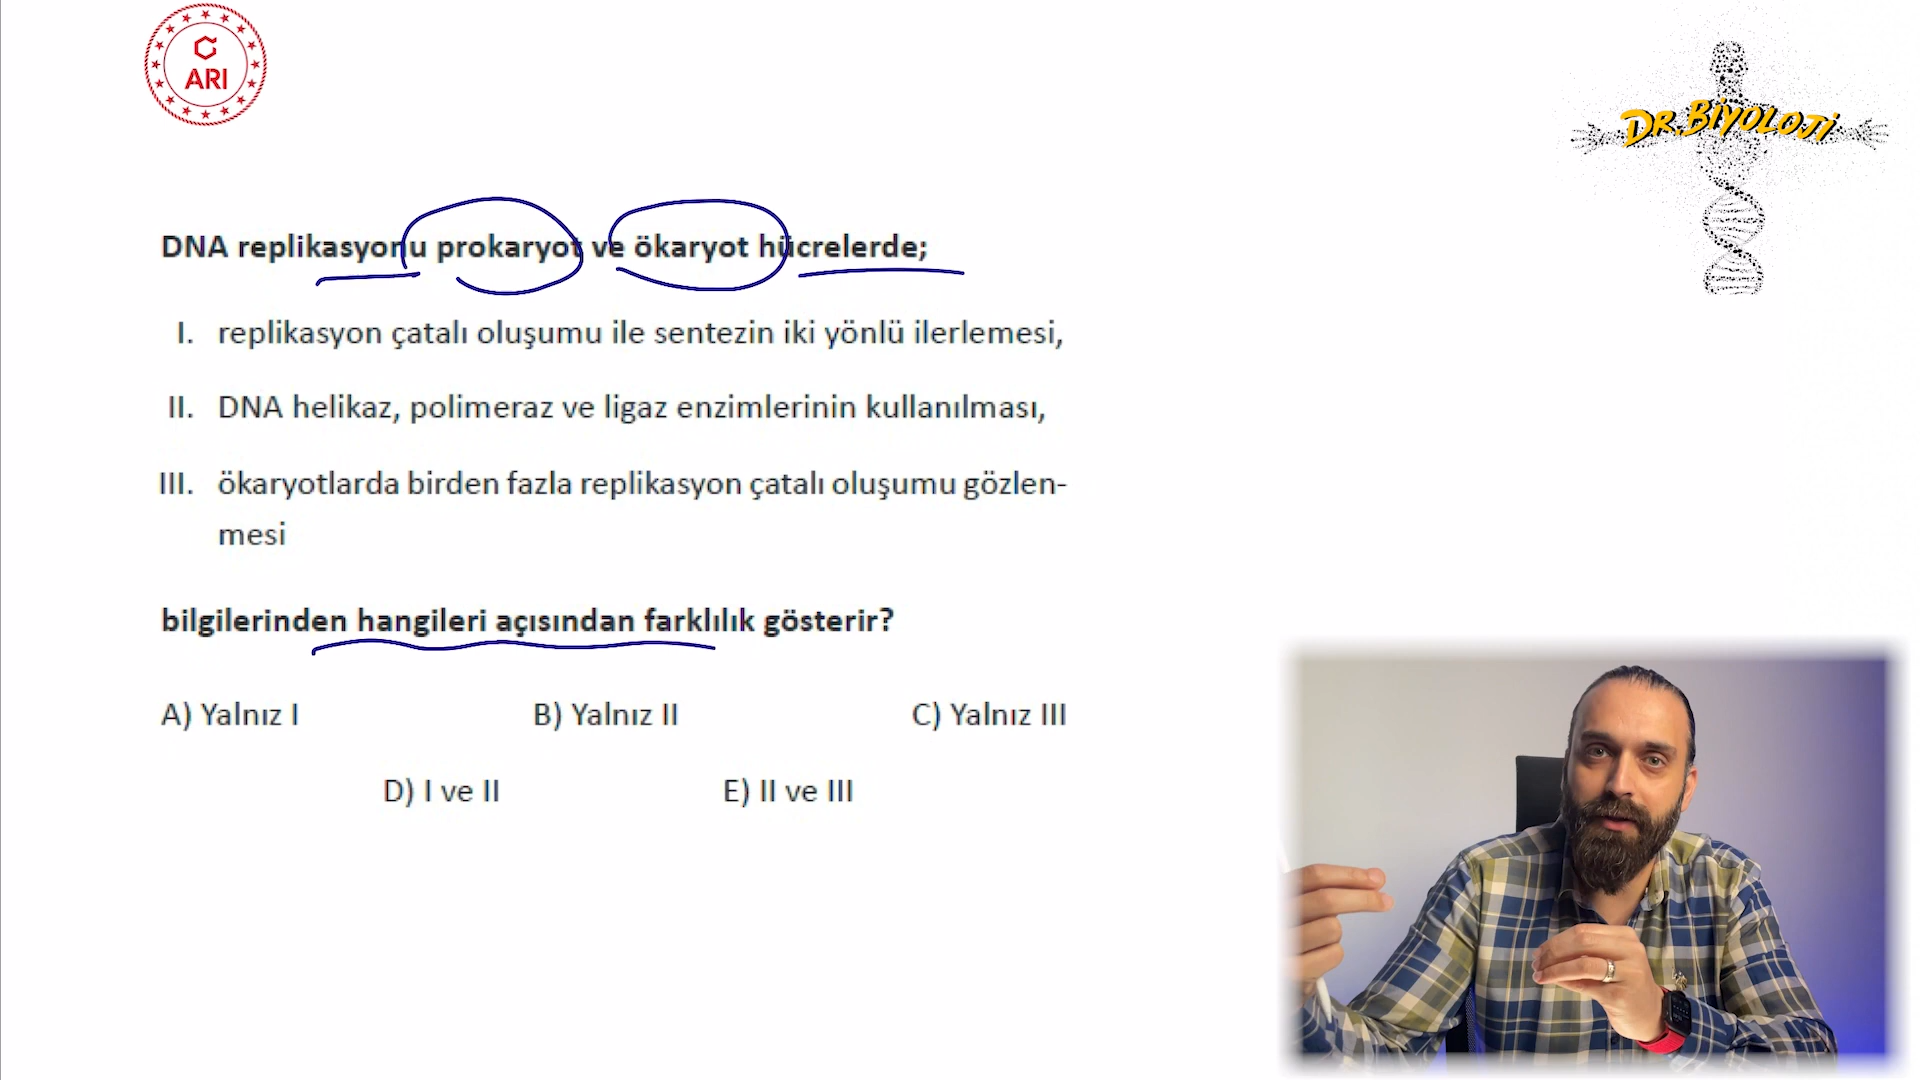 ARI
DR.BİYOLOJİ
DNA replikasyonu prokaryot ve ökaryot hücrelerde;
I. replikasyon çatalı oluşumu ile sentezin iki yönlü ilerlemesi,
II. DNA helikaz, polimeraz ve ligaz enzimlerinin kullanılması,
III. ökaryotlarda birden fazla replikasyon çatalı oluşumu gözlen-
mesi
bilgilerinden hangileri açısından farklılık gösterir?
A) Yalnız I B) Yalnız II C) Yalnız III
D) I ve II E) II ve III